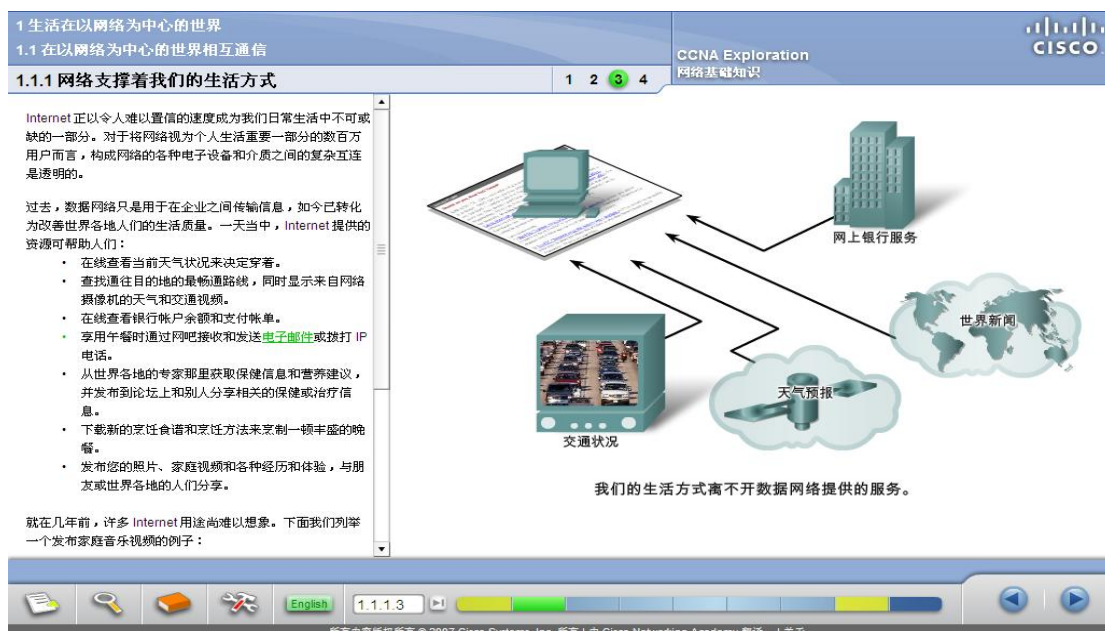 1 生活在以网络为中心的世界
1.1 在以网络为中心的世界相互通信
CCNA Exploration
网络基础知识
CISCO
1.1.1 网络支撑着我们的生活方式
1 2 3 4
Internet 正以令人难以置信的速度成为我们日常生活中不可或
缺的一部分。对于将网络视为个人生活重要一部分的数百万
用户而言，构成网络的各种电子设备和介质之间的复杂互连
是透明的。
过去，数据网络只是用于在企业之间传输信息，如今已转化
为改善世界各地人们的生活质量。一天当中，Internet 提供的
资源可帮助人们：
• 在线查看当前天气状况来决定穿着。
• 查找通往目的地的最畅通路线，同时显示来自网络
摄像机的天气和交通视频。
• 在线查看银行帐户余额和支付帐单。
• 享用午餐时通过网吧接收和发送电子邮件或拨打 IP
电话。
• 从世界各地的专家那里获取保健信息和营养建议，
并发布到论坛上和别人分享相关的保健或治疗信
息。
• 下载新的烹饪食谱和烹饪方法来烹制一顿丰盛的晚
餐。
• 发布您的照片、家庭视频和各种经历和体验，与朋
友或世界各地的人们分享。
就在几年前，许多 Internet 用途尚难以想象。下面我们列举
一个发布家庭音乐视频的例子：
网上银行服务
世界新闻
天气预报
交通状况
我们的生活方式离不开数据网络提供的服务。
English
1.1.1.3